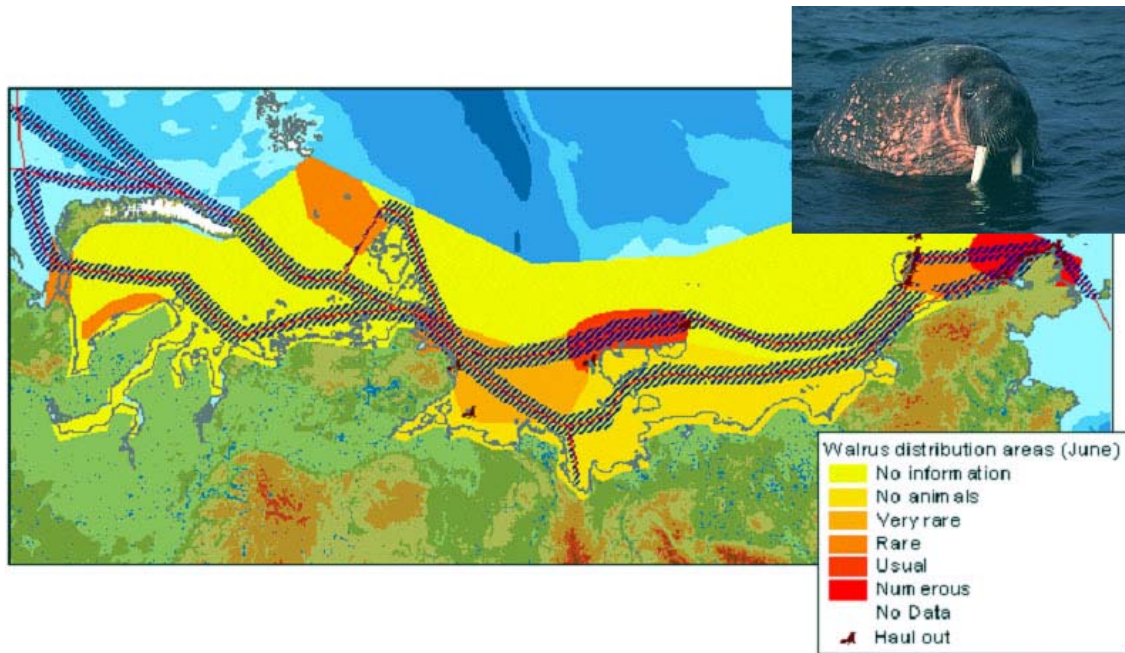 Walrus distribution areas (June)
No information
No animals
Very rare
Rare
Usual
Numerous
No Data
Haul out